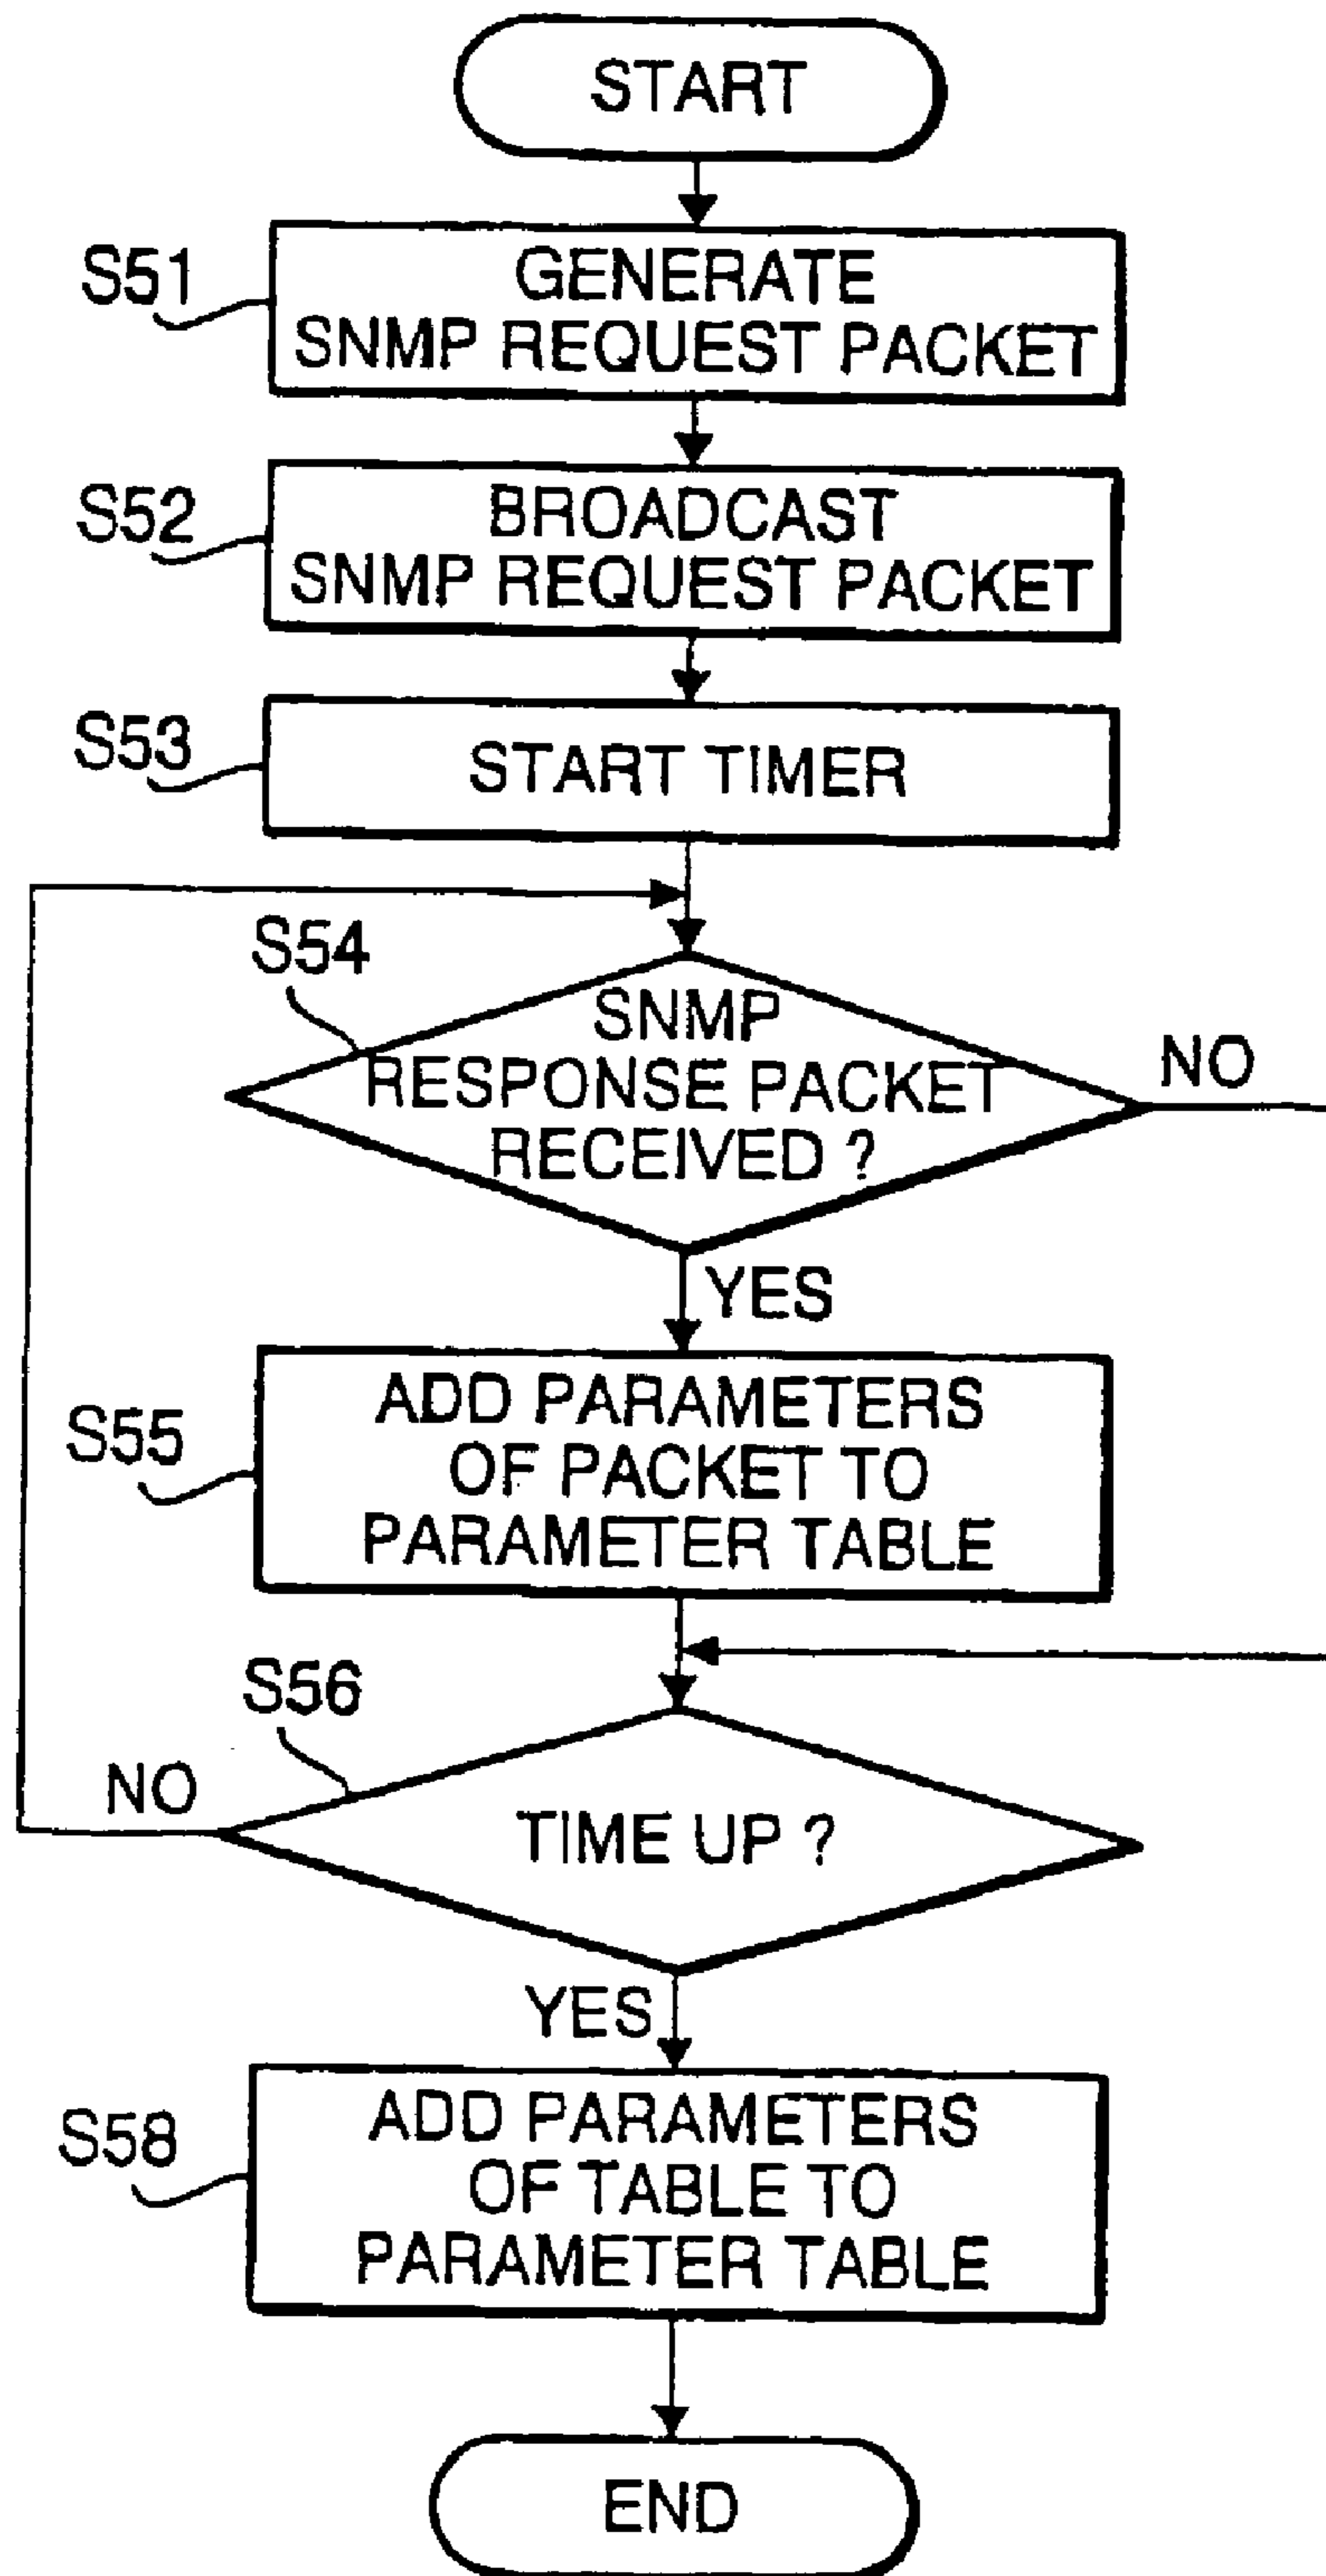 START
S51
GENERATE
SNMP REQUEST PACKET
S52
BROADCAST
SNMP REQUEST PACKET
S53
START TIMER
S54
SNMP
RESPONSE PACKET
RECEIVED ?
NO
YES
S55
ADD PARAMETERS
OF PACKET TO
PARAMETER TABLE
S56
NO
TIME UP ?
YES
S58
ADD PARAMETERS
OF TABLE TO
PARAMETER TABLE
END